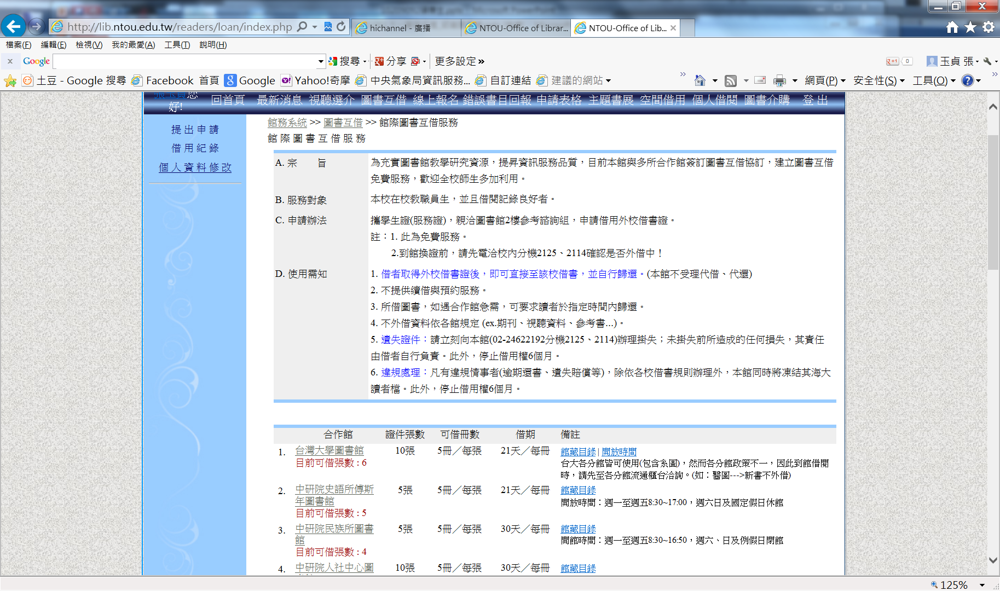 http://lib.ntou.edu.tw/readers/loan/index.php
hichannel - 廣播
NTOU-Office of Librar...
NTOU-Office of Lib...
檔案(F) 編輯(E) 檢視(V) 我的最愛(A) 工具(T) 說明(H)
x Google 搜尋 分享 更多設定 »
+1 0 玉貞 張
土豆 - Google 搜尋 Facebook 首頁 Google Yahoo!奇摩 中央氣象局資訊服務... 自訂連結 建議的網站
網頁(P) 安全性(S) 工具(O)
您
好!
回首頁 最新消息 視聽選介 圖書互借 線上報名 錯誤書目回報 申請表格 主題書展 空間借用 個人借閱 圖書介購 登 出
提 出 申 請
借 用 紀 錄
個 人 資 料 修 改
館務系統 >> 圖書互借 >> 館際圖書互借服務
館 際 圖 書 互 借 服 務
A. 宗 旨
為充實圖書館教學研究資源，提昇資訊服務品質，目前本館與多所合作館簽訂圖書互借協訂，建立圖書互借
免費服務，歡迎全校師生多加利用。
B. 服務對象
本校在校教職員生，並且借閱記錄良好者。
C. 申請辦法
攜學生證(服務證)，親洽圖書館2樓參考諮詢組，申請借用外校借書證。
註：1. 此為免費服務。
2.到館換證前，請先電洽校內分機2125、2114確認是否外借中！
D. 使用需知
1. 借者取得外校借書證後，即可直接至該校借書，並自行歸還。(本館不受理代借、代還)
2. 不提供續借與預約服務。
3. 所借圖書，如遇合作館急需，可要求讀者於指定時間內歸還。
4. 不外借資料依各館規定 (ex.期刊、視聽資料、參考書...)。
5. 遺失證件：請立刻向本館(02-24622192分機2125、2114)辦理掛失；未掛失前所造成的任何損失，其責任
由借者自行負責。此外，停止借用權6個月。
6. 違規處理：凡有違規情事者(逾期還書、遺失賠償等)，除依各校借書規則辦理外，本館同時將凍結其海大
讀者檔。此外，停止借用權6個月。
合作館 證件張數 可借冊數 借期 備註
1. 台灣大學圖書館 10張 5冊／每張 21天／每冊 館藏目錄 | 開放時間
目前可借張數 : 6
台大各分館皆可使用(包含系圖)，然而各分館政策不一，因此到館借閱
時，請先至各分館流通櫃台洽詢。(如：醫圖--->新書不外借)
2. 中研院史語所傅斯 5張 5冊／每張 21天／每冊 館藏目錄
年圖書館
開放時間：週一至週五8:30~17:00，週六日及國定假日休館
目前可借張數 : 5
3. 中研院民族所圖書 5張 5冊／每張 30天／每冊 館藏目錄
館
開館時間：週一至週五8:30~16:50，週六、日及例假日閉館
目前可借張數 : 4
4. 中研院人社中心圖 10張 5冊／每張 30天／每冊 館藏目錄
125%